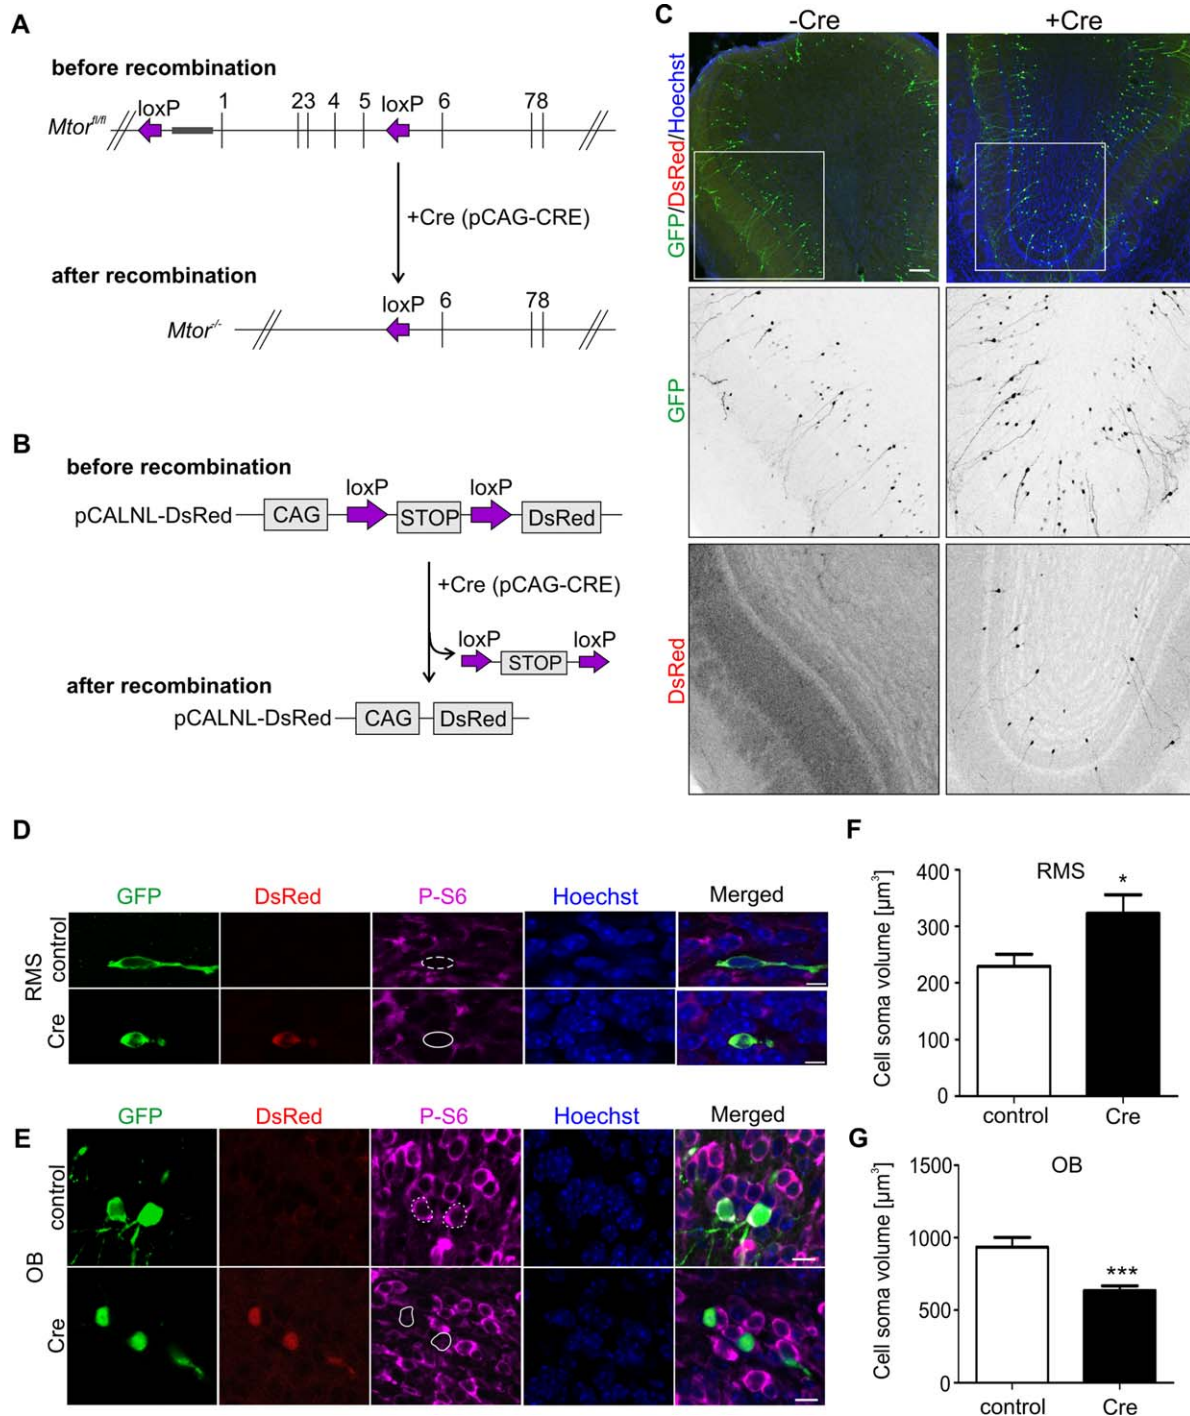 A
before recombination
loxP 1 23 4 5 loxP 6 78
Mtor^fl/fl
+Cre (pCAG-CRE)
after recombination
loxP 6 78
Mtor^-/-
B
before recombination
loxP loxP
pCALNL-DsRed CAG STOP DsRed
+Cre (pCAG-CRE)
loxP loxP
STOP
after recombination
pCALNL-DsRed CAG DsRed
C
-Cre +Cre
GFP/DsRed/Hoechst
GFP
DsRed
D
GFP DsRed P-S6 Hoechst Merged
RMS
control
Cre
E
GFP DsRed P-S6 Hoechst Merged
OB
control
Cre
F
RMS
Cell soma volume [µm³]
400
300
200
100
0
*
control Cre
G
OB
Cell soma volume [µm³]
1500
1000
500
0
***
control Cre